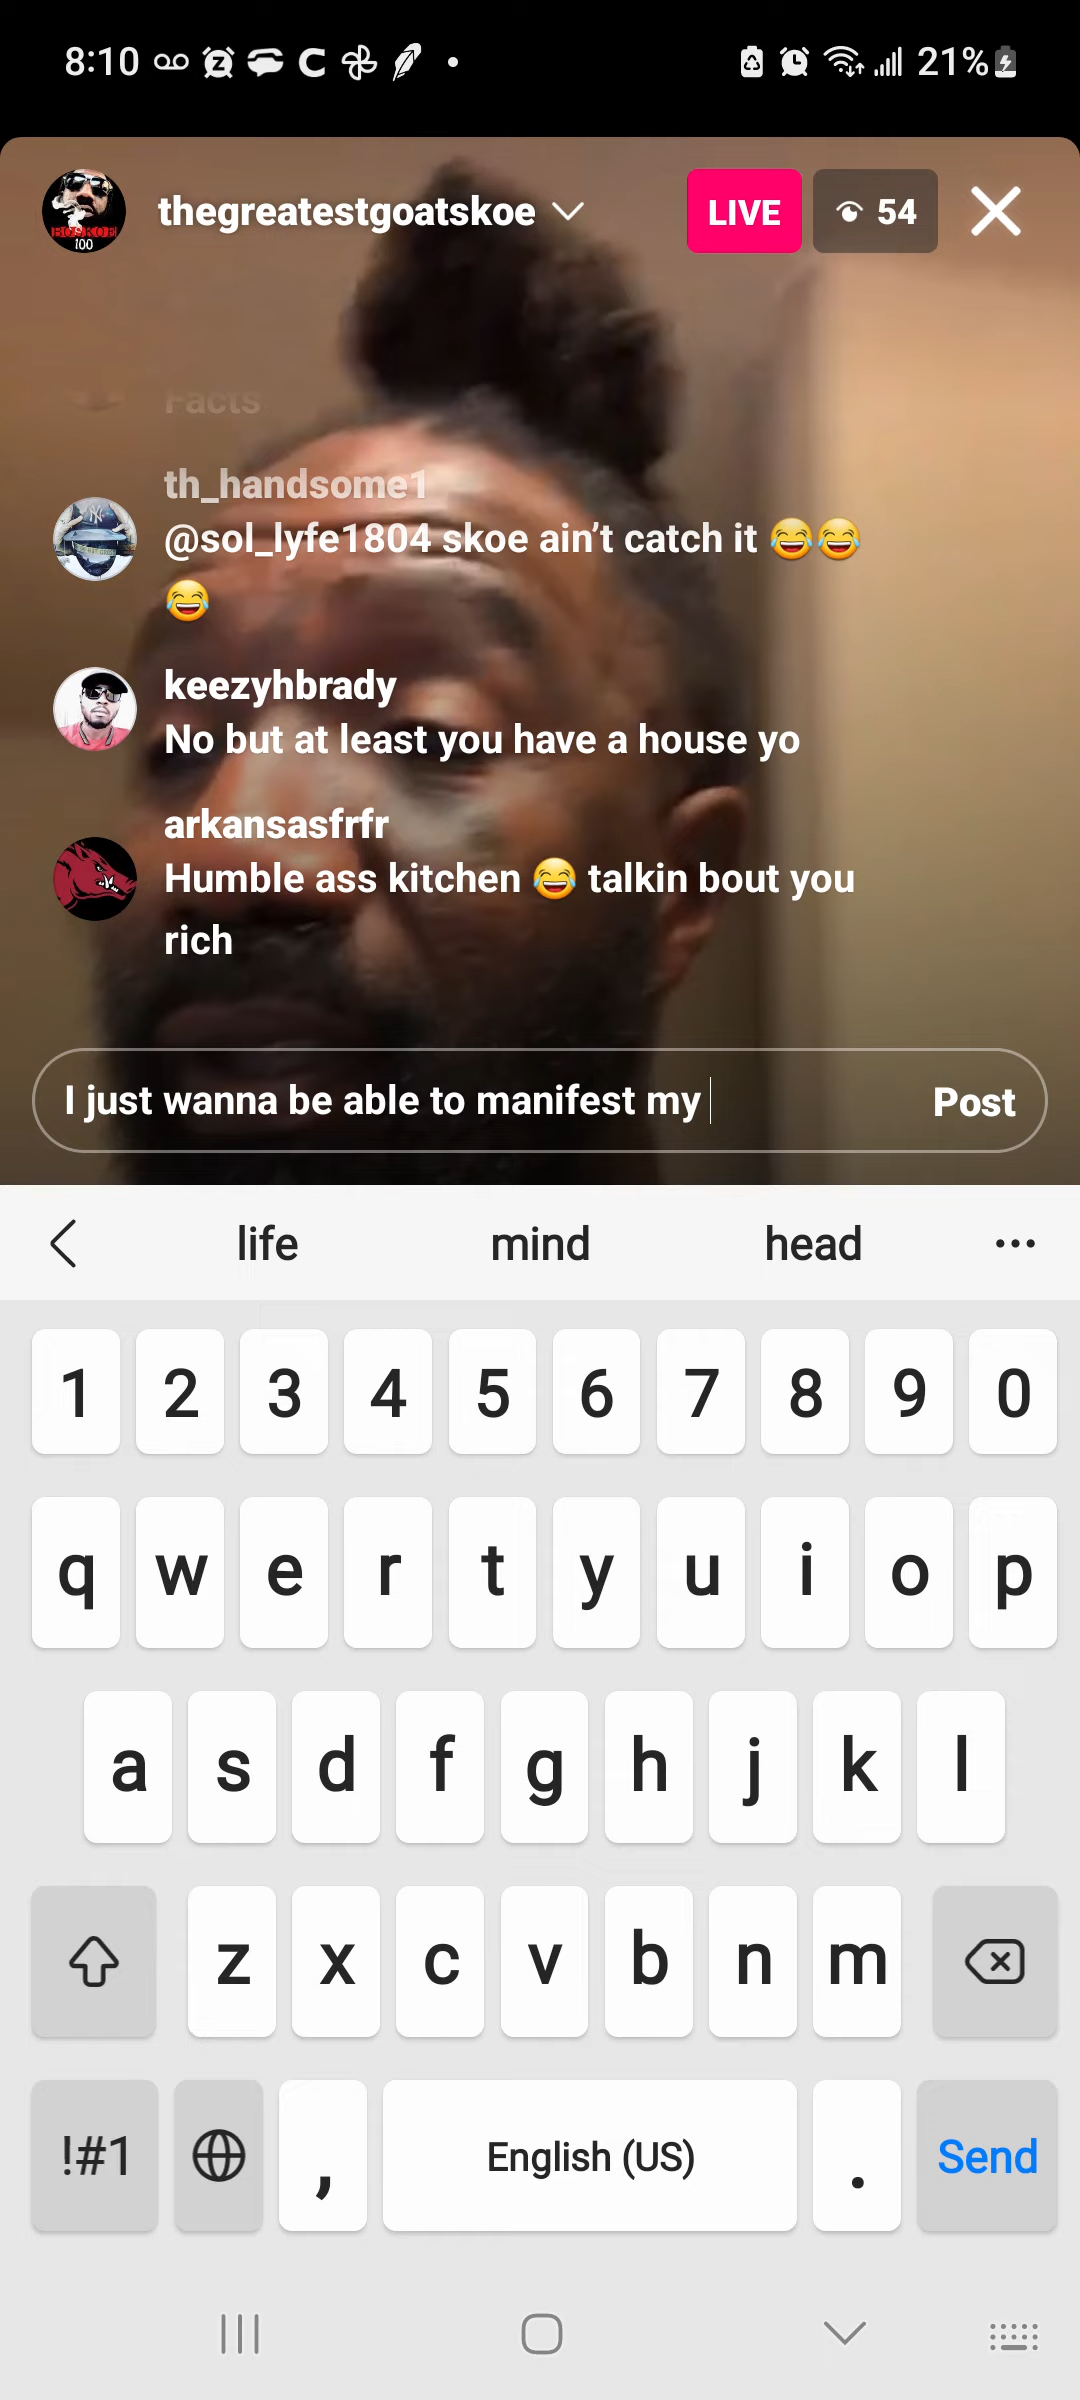 8:10
21%
BOSKOE
100
thegreatestgoatskoe
LIVE
54
Facts
th_handsome1
@sol_lyfe1804 skoe ain’t catch it 😂😂
😂
keezyhbrady
No but at least you have a house yo
arkansasfrfr
Humble ass kitchen 😂 talkin bout you
rich
I just wanna be able to manifest my
Post
life mind head
1 2 3 4 5 6 7 8 9 0
q w e r t y u i o p
a s d f g h j k l
z x c v b n m
!#1 , English (US) . Send